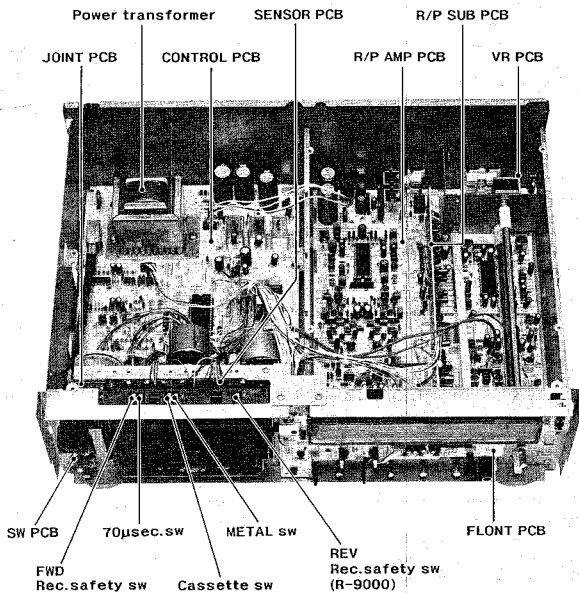 Power transformer
SENSOR PCB
R/P SUB PCB
JOINT PCB
CONTROL PCB
R/P AMP PCB
VR PCB
SW PCB
70μsec.sw
METAL sw
FLONT PCB
FWD
Rec.safety sw
Cassette sw
REV
Rec.safety sw
(R-9000)